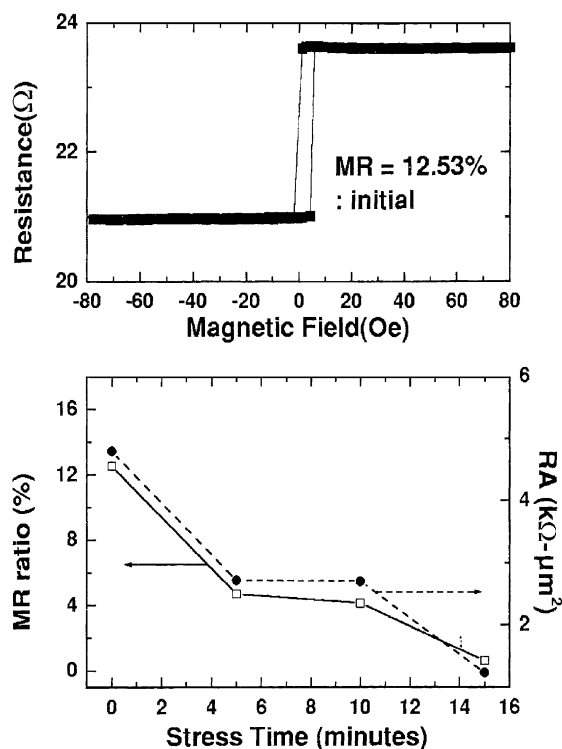 24
22
20
Resistance(Ω)
MR = 12.53%
: initial
-80 -60 -40 -20 0 20 40 60 80
Magnetic Field(Oe)
16
12
8
4
0
MR ratio (%)
6
4
2
RA (kΩ-μm²)
0 2 4 6 8 10 12 14 16
Stress Time (minutes)